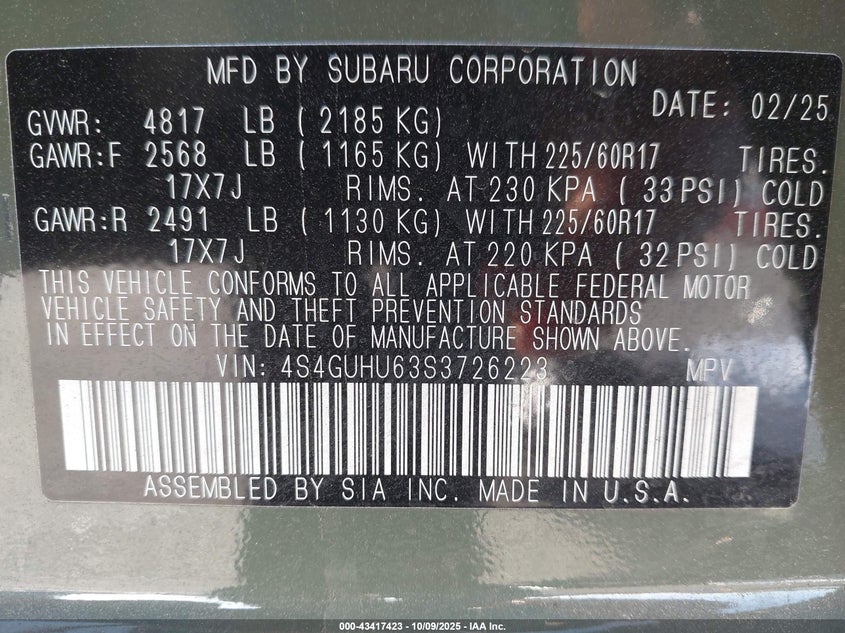 MFD BY SUBARU CORPORATION
DATE: 02/25
GVWR: 4817 LB ( 2185 KG)
GAWR:F 2568 LB ( 1165 KG) WITH 225/60R17 TIRES.
17X7J RIMS. AT 230 KPA ( 33 PSI) COLD
GAWR:R 2491 LB ( 1130 KG) WITH 225/60R17 TIRES.
17X7J RIMS. AT 220 KPA ( 32 PSI) COLD
THIS VEHICLE CONFORMS TO ALL APPLICABLE FEDERAL MOTOR
VEHICLE SAFETY AND THEFT PREVENTION STANDARDS
IN EFFECT ON THE DATE OF MANUFACTURE SHOWN ABOVE.
VIN: 4S4GUHU63S3726223 MPV
ASSEMBLED BY SIA INC. MADE IN U.S.A.
000-43417423 - 10/09/2025 - IAA Inc.